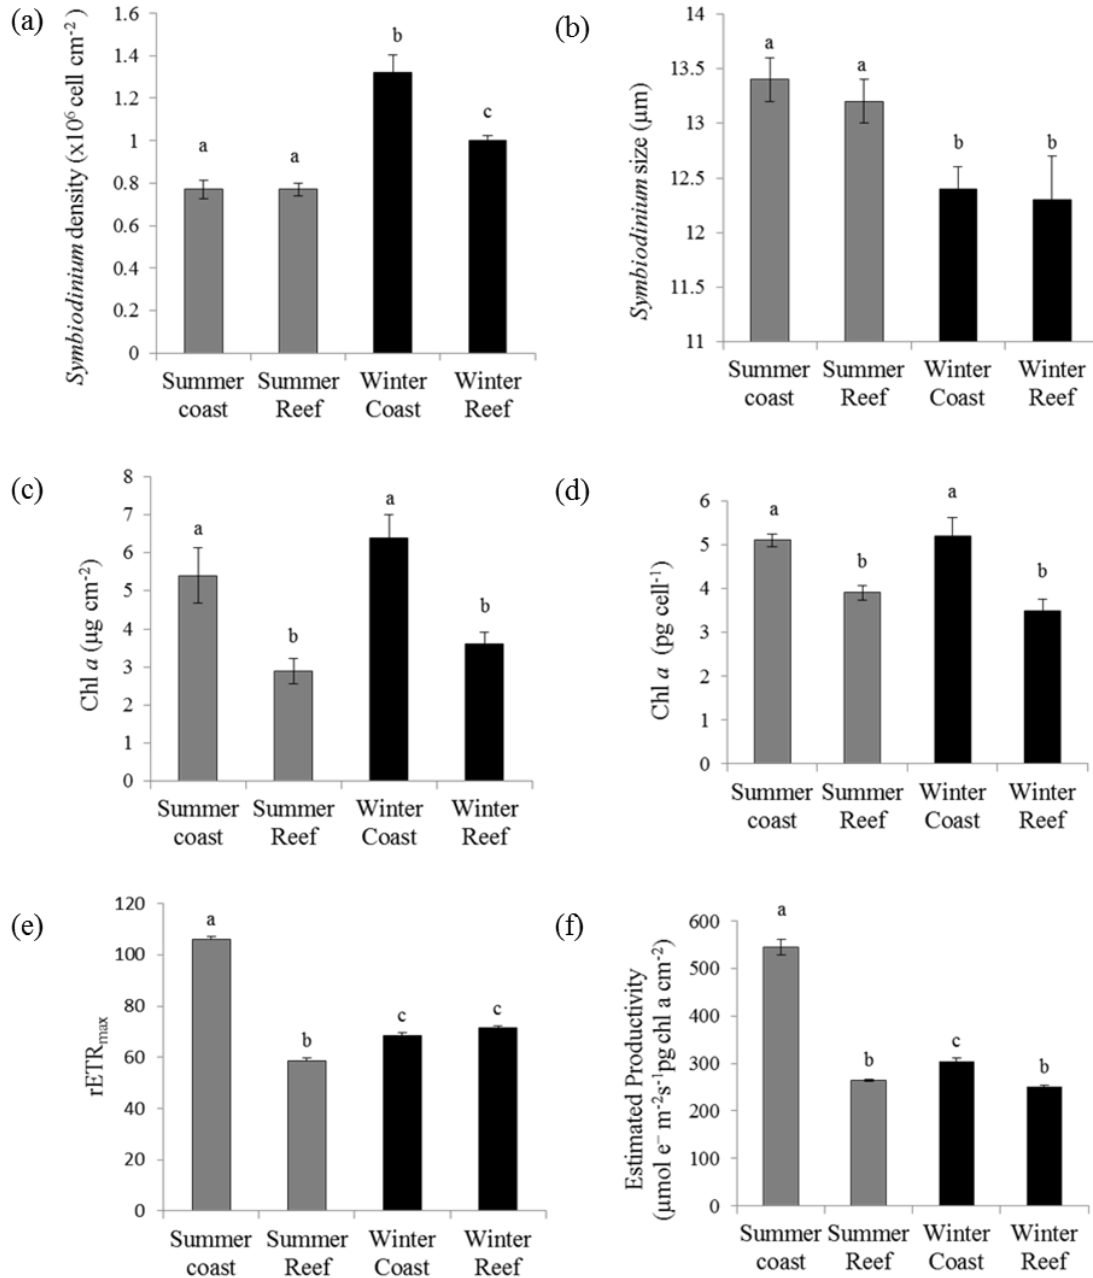 (a)
Symbiodinium density (x10⁶ cell cm⁻²)
1.6
1.4
1.2
1
0.8
0.6
0.4
0.2
0
a
a
b
c
Summer coast
Summer Reef
Winter Coast
Winter Reef
(b)
Symbiodinium size (µm)
14
13.5
13
12.5
12
11.5
11
a
a
b
b
Summer coast
Summer Reef
Winter Coast
Winter Reef
(c)
Chl a (µg cm⁻²)
8
7
6
5
4
3
2
1
0
a
b
a
b
Summer coast
Summer Reef
Winter Coast
Winter Reef
(d)
Chl a (pg cell⁻¹)
6
5
4
3
2
1
0
a
b
a
b
Summer coast
Summer Reef
Winter Coast
Winter Reef
(e)
rETRmax
120
100
80
60
40
20
0
a
b
c
c
Summer coast
Summer Reef
Winter Coast
Winter Reef
(f)
Estimated Productivity
(µmol e⁻ m⁻²s⁻¹pg chl a cm⁻²)
600
500
400
300
200
100
0
a
b
c
b
Summer coast
Summer Reef
Winter Coast
Winter Reef